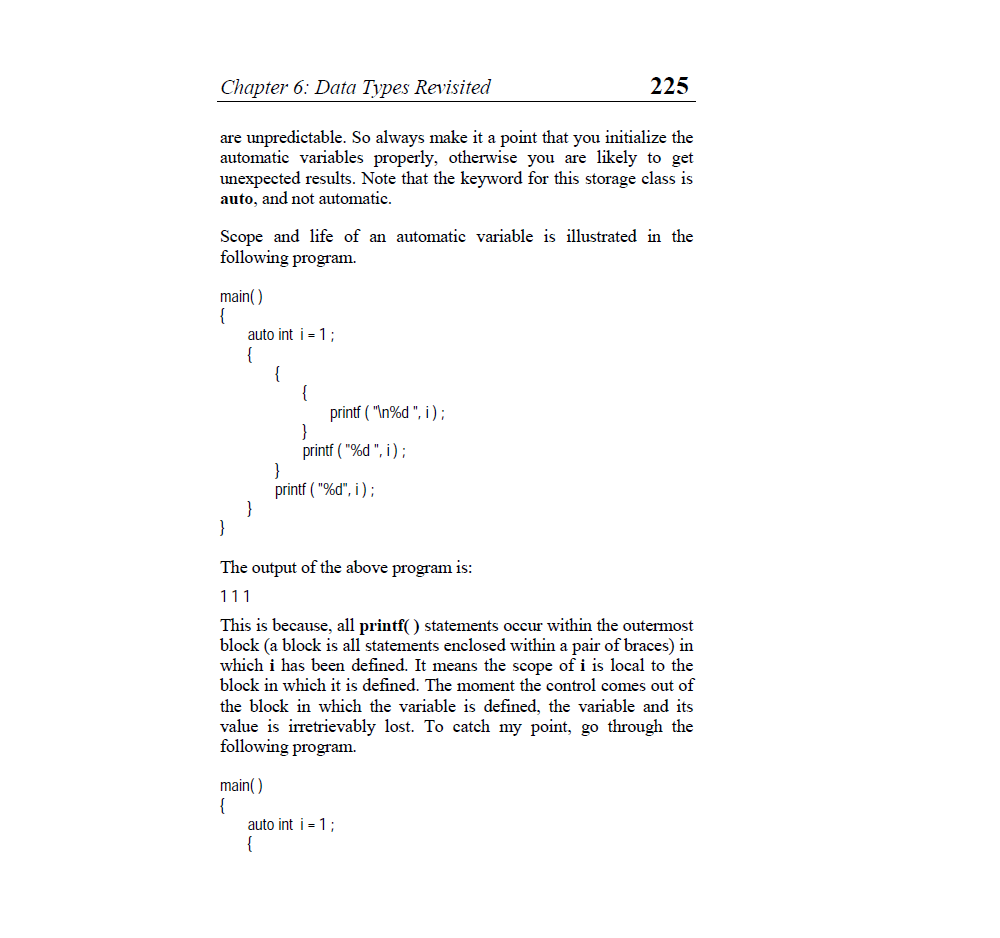 Chapter 6: Data Types Revisited 225
are unpredictable. So always make it a point that you initialize the
automatic variables properly, otherwise you are likely to get
unexpected results. Note that the keyword for this storage class is
auto, and not automatic.
Scope and life of an automatic variable is illustrated in the
following program.
main( )
{
auto int i = 1 ;
{
{
{
printf ( "\n%d ", i ) ;
}
printf ( "%d ", i ) ;
}
printf ( "%d", i ) ;
}
}
The output of the above program is:
1 1 1
This is because, all printf( ) statements occur within the outermost
block (a block is all statements enclosed within a pair of braces) in
which i has been defined. It means the scope of i is local to the
block in which it is defined. The moment the control comes out of
the block in which the variable is defined, the variable and its
value is irretrievably lost. To catch my point, go through the
following program.
main( )
{
auto int i = 1 ;
{